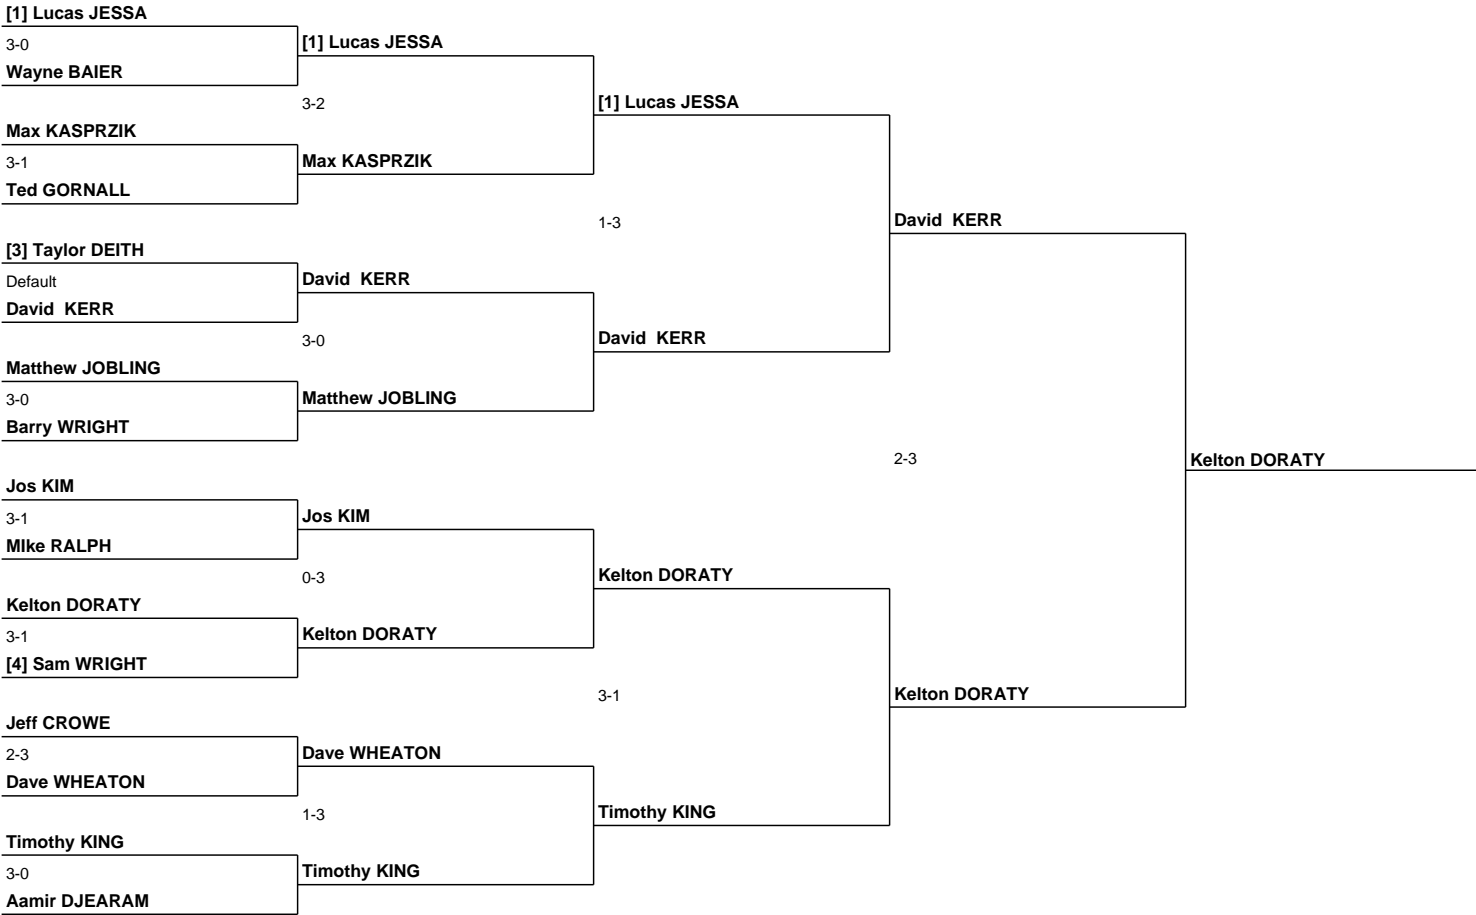 [1] Lucas JESSA
3-0
[1] Lucas JESSA
Wayne BAIER
3-2
[1] Lucas JESSA
Max KASPRZIK
3-1
Max KASPRZIK
Ted GORNALL
1-3
David KERR
[3] Taylor DEITH
Default
David KERR
David KERR
3-0
David KERR
Matthew JOBLING
3-0
Matthew JOBLING
Barry WRIGHT
2-3
Kelton DORATY
Jos KIM
3-1
Jos KIM
MIke RALPH
0-3
Kelton DORATY
Kelton DORATY
3-1
Kelton DORATY
[4] Sam WRIGHT
3-1
Kelton DORATY
Jeff CROWE
2-3
Dave WHEATON
Dave WHEATON
1-3
Timothy KING
Timothy KING
3-0
Timothy KING
Aamir DJEARAM